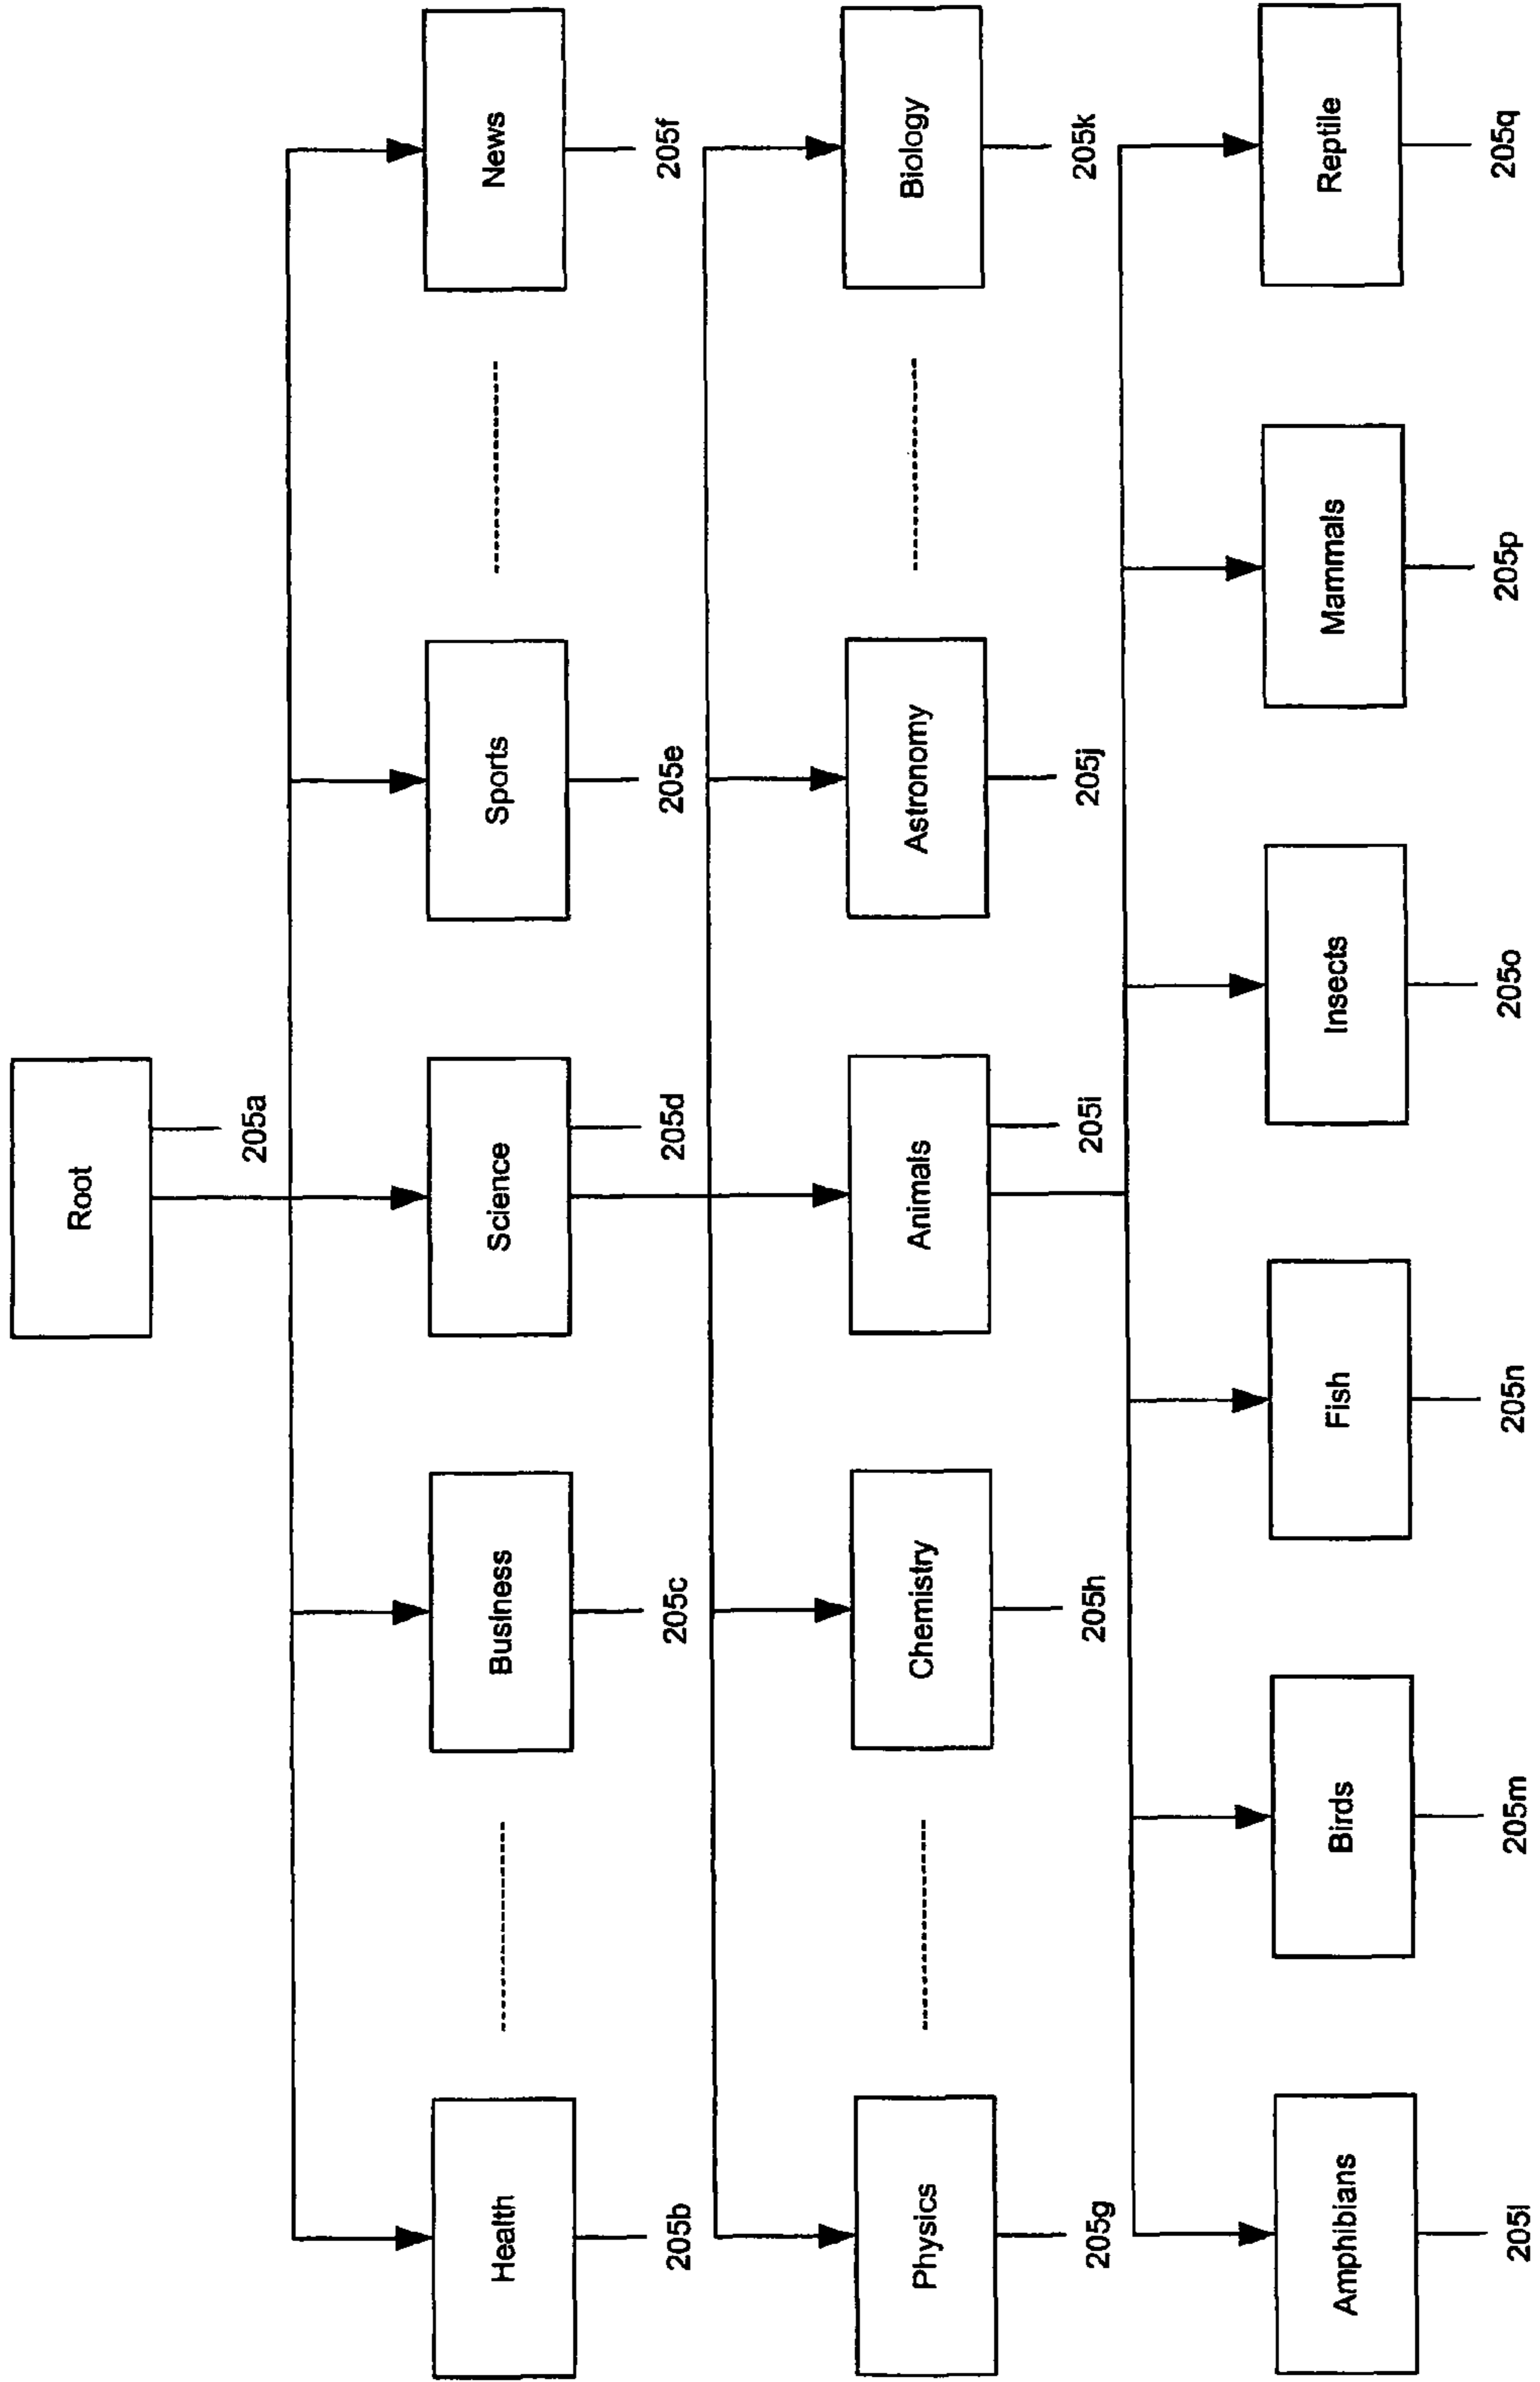 Root
205a
Health
Business
Science
Sports
News
205b
205c
205d
205e
205f
Physics
Chemistry
Animals
Astronomy
Biology
205g
205h
205i
205j
205k
Amphibians
Birds
Fish
Insects
Mammals
Reptile
205l
205m
205n
205o
205p
205q